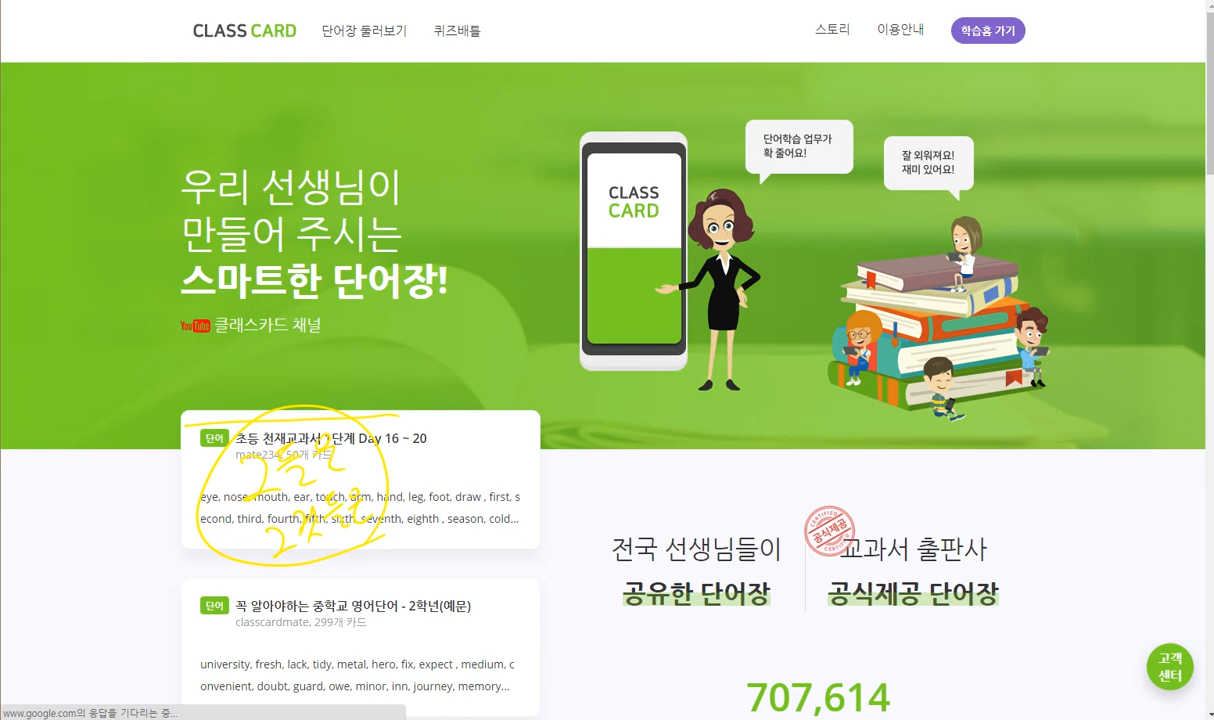 CLASS CARD 단어장 둘러보기 퀴즈배틀 스토리 이용안내 학습홈 가기
우리 선생님이
만들어 주시는
스마트한 단어장!
YouTube 클래스카드 채널
CLASS
CARD
단어학습 업무가
확 줄어요!
잘 외워져요!
재미 있어요!
단어 초등 천재교과서 단계 Day 16 ~ 20
mate234, 50개 카드
eye, nose, mouth, ear, touch, arm, hand, leg, foot, draw , first, s
econd, third, fourth, fifth, sixth, seventh, eighth , season, cold...
단어 꼭 알아야하는 중학교 영어단어 - 2학년(예문)
classcardmate, 299개 카드
university, fresh, lack, tidy, metal, hero, fix, expect , medium, c
onvenient, doubt, guard, owe, minor, inn, journey, memory...
전국 선생님들이
공유한 단어장
CERTIFIED
공식제공
CERTIFIED
교과서 출판사
공식제공 단어장
707,614
고객
센터
www.google.com의 응답을 기다리는 중...